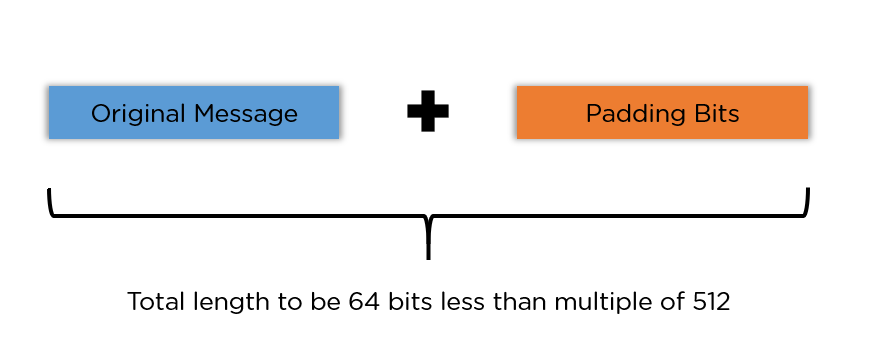 Original Message
Padding Bits
Total length to be 64 bits less than multiple of 512